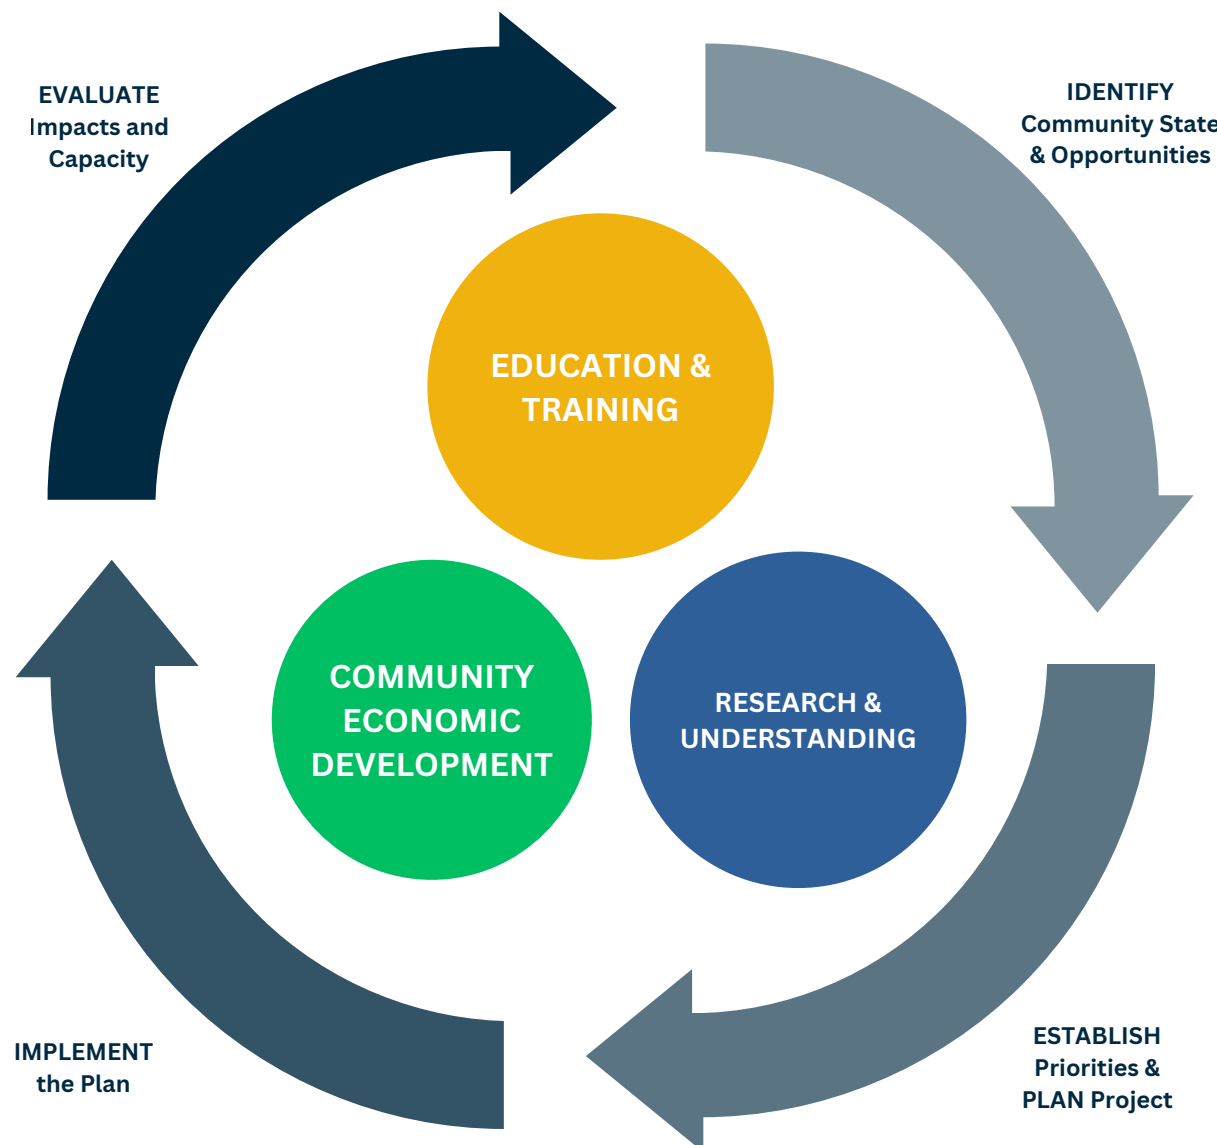 EVALUATE
Impacts and
Capacity
IDENTIFY
Community State
& Opportunities
EDUCATION &
TRAINING
COMMUNITY
ECONOMIC
DEVELOPMENT
RESEARCH &
UNDERSTANDING
IMPLEMENT
the Plan
ESTABLISH
Priorities &
PLAN Project